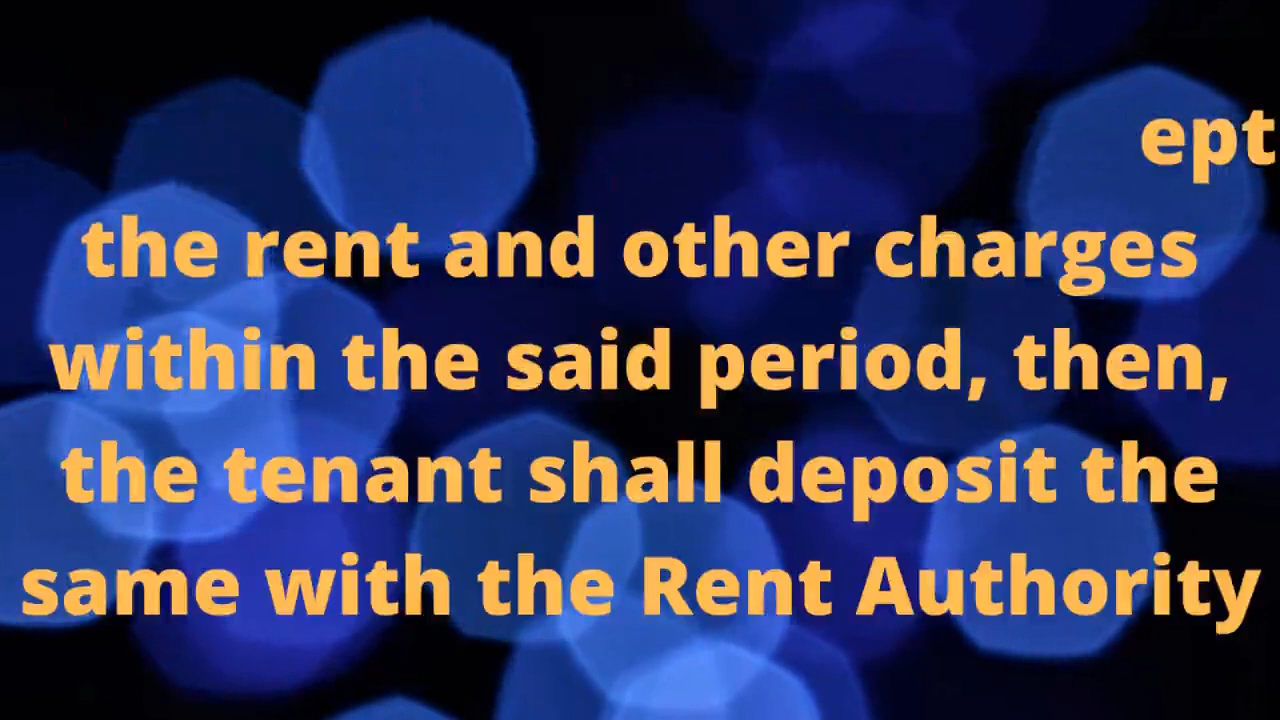 ept
the rent and other charges
within the said period, then,
the tenant shall deposit the
same with the Rent Authority